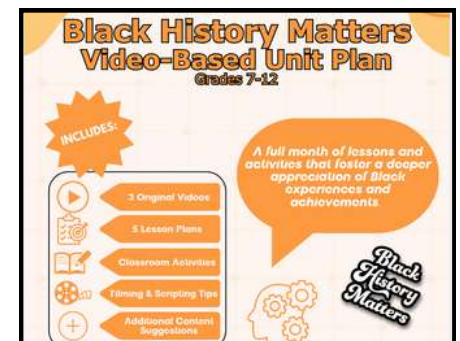 Black History Matters
Video-Based Unit Plan
Grades 7-12
INCLUDES:
3 Original Videos
5 Lesson Plans
Classroom Activities
Filming & Scripting Tips
Additional Content
Suggestions
A full month of lessons and
activities that foster a deeper
appreciation of Black
experiences and
achievements
Black
History
Matters